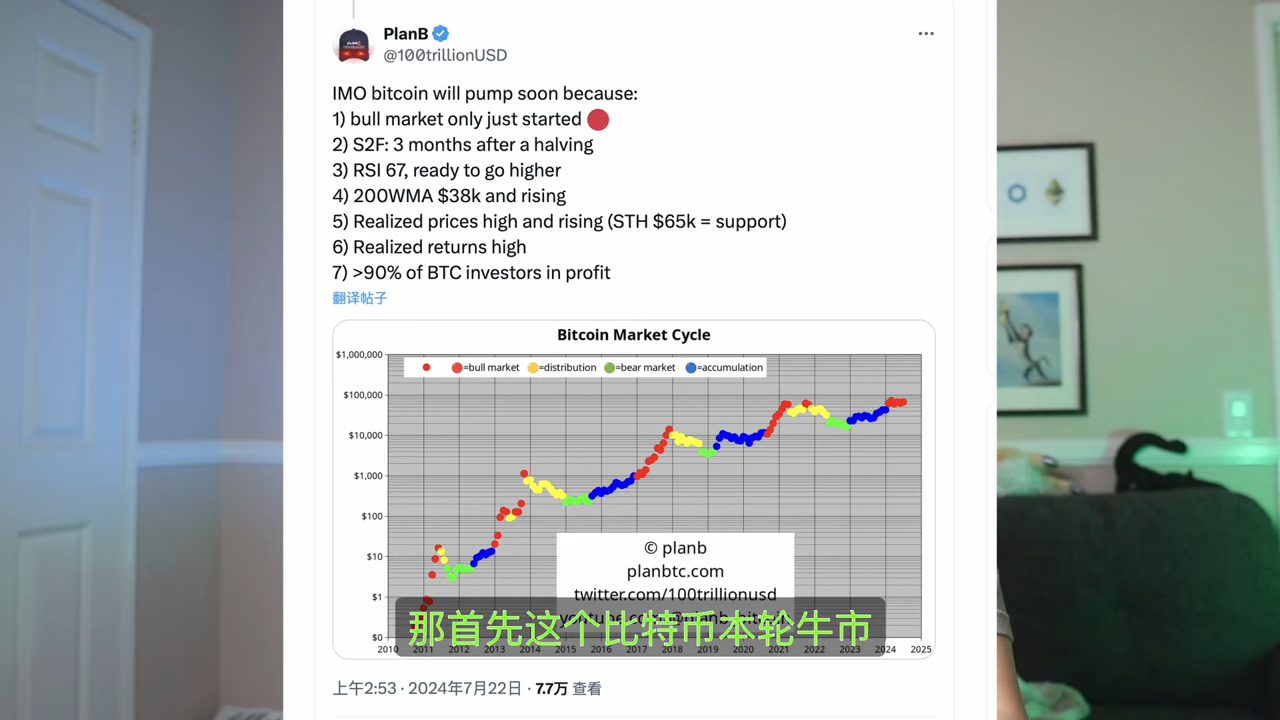 PlanB
@100trillionUSD
IMO bitcoin will pump soon because:
1) bull market only just started 🔴
2) S2F: 3 months after a halving
3) RSI 67, ready to go higher
4) 200WMA $38k and rising
5) Realized prices high and rising (STH $65k = support)
6) Realized returns high
7) >90% of BTC investors in profit
翻译帖子
Bitcoin Market Cycle
=bull market =distribution =bear market =accumulation
$1,000,000
$100,000
$10,000
$1,000
$100
$10
$1
$0
© planb
planbtc.com
twitter.com/100trillionusd
那首先这个比特币本轮牛市
2010 2011 2012 2013 2014 2015 2016 2017 2018 2019 2020 2021 2022 2023 2024 2025
上午2:53 · 2024年7月22日 · 7.7万 查看